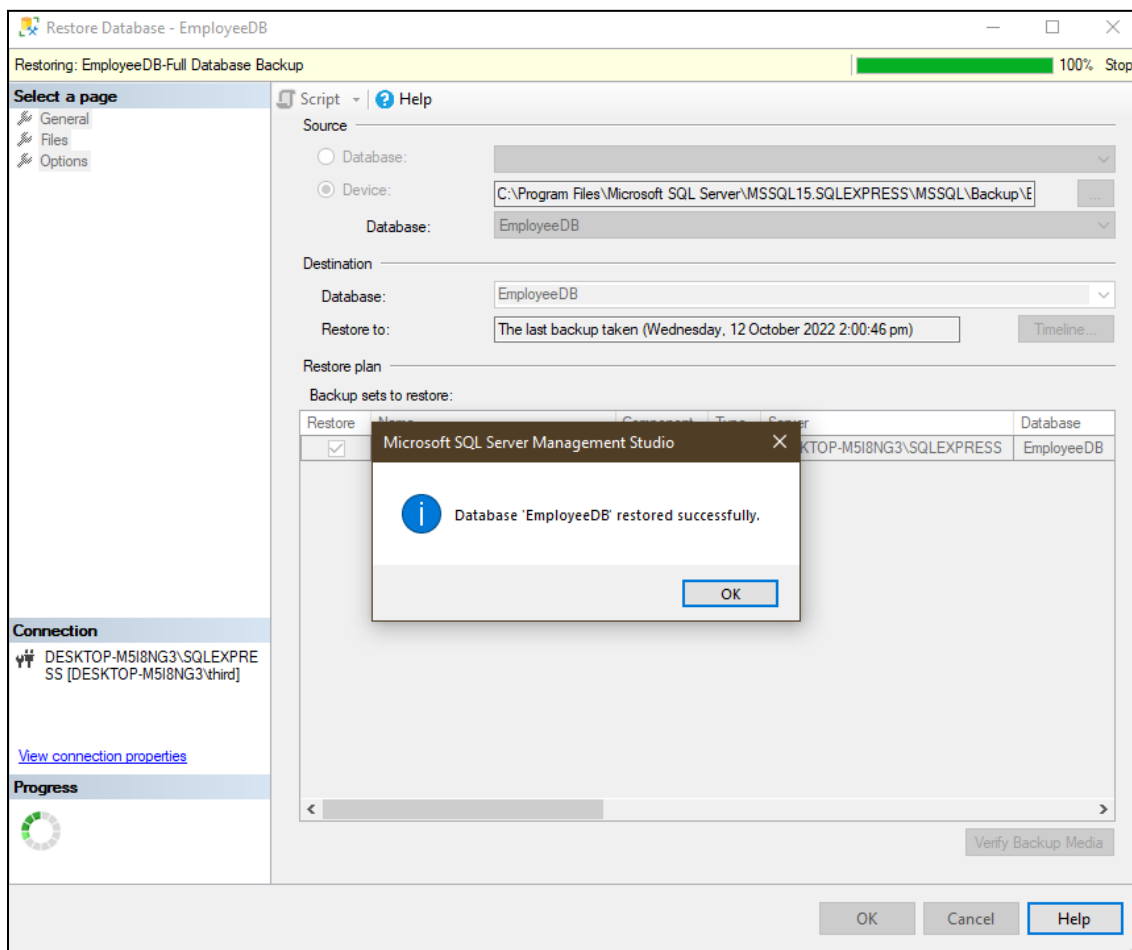 Restore Database - EmployeeDB
Restoring: EmployeeDB-Full Database Backup
100% Stop
Select a page
General
Files
Options
Script
Help
Source
Database:
Device:
C:\Program Files\Microsoft SQL Server\MSSQL15.SQLEXPRESS\MSSQL\Backup\E
Database:
EmployeeDB
Destination
Database:
EmployeeDB
Restore to:
The last backup taken (Wednesday, 12 October 2022 2:00:46 pm)
Timeline...
Restore plan
Backup sets to restore:
Restore Name Component Type Server Database
KTOP-M5I8NG3\SQLEXPRESS EmployeeDB
Microsoft SQL Server Management Studio
Database 'EmployeeDB' restored successfully.
OK
Connection
DESKTOP-M5I8NG3\SQLEXPRE
SS [DESKTOP-M5I8NG3\third]
View connection properties
Progress
Verify Backup Media
OK Cancel Help